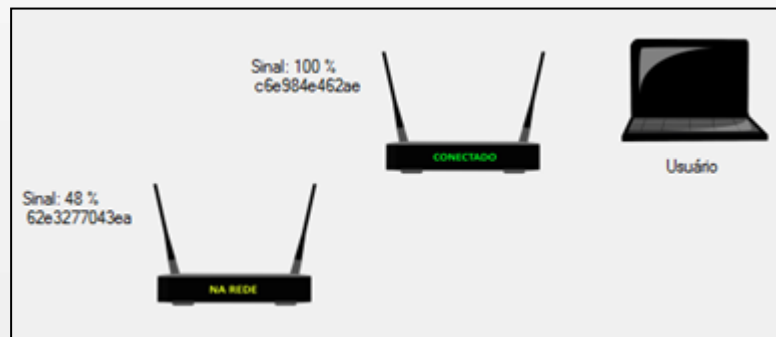 Sinal: 100 %
c6e984e462ae
CONECTADO
Usuário
Sinal: 48 %
62e3277043ea
NA REDE